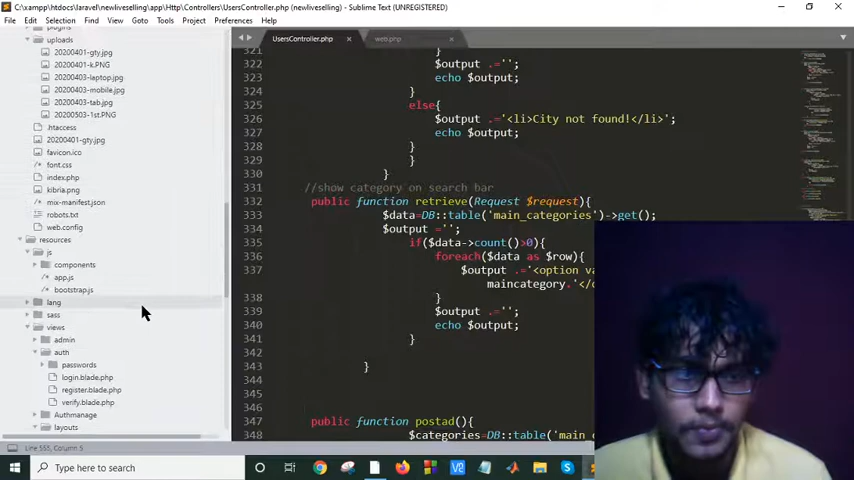 C:\xampp\htdocs\laravel\newliveselling\app\Http\Controllers\UsersController.php (newliveselling) - Sublime Text (UNREGISTERED)
File Edit Selection Find View Goto Tools Project Preferences Help
plugins
uploads
20200401-gty.jpg
20200401-k.PNG
20200403-laptop.jpg
20200403-mobile.jpg
20200403-tab.jpg
20200503-1st.PNG
.htaccess
20200401-gty.jpg
favicon.ico
font.css
index.php
kibria.png
mix-manifest.json
robots.txt
web.config
resources
js
components
app.js
bootstrap.js
lang
sass
views
admin
auth
passwords
login.blade.php
register.blade.php
verify.blade.php
Authmanage
layouts
UsersController.php × web.php ×
321 }
322 $output .='';
323 echo $output;
324 }
325 else{
326 $output .='<li>City not found!</li>';
327 echo $output;
328 }
329 }
330 }
331 //show category on search bar
332 public function retrieve(Request $request){
333 $data=DB::table('main_categories')->get();
334 $output ='';
335 if($data->count()>0){
336 foreach($data as $row){
337 $output .='<option va
maincategory.'</
338 }
339 $output .='';
340 echo $output;
341 }
342
343 }
344
345
346
347 public function postad(){
348 $categories=DB::table('main_
Line 555, Column 5
Type here to search